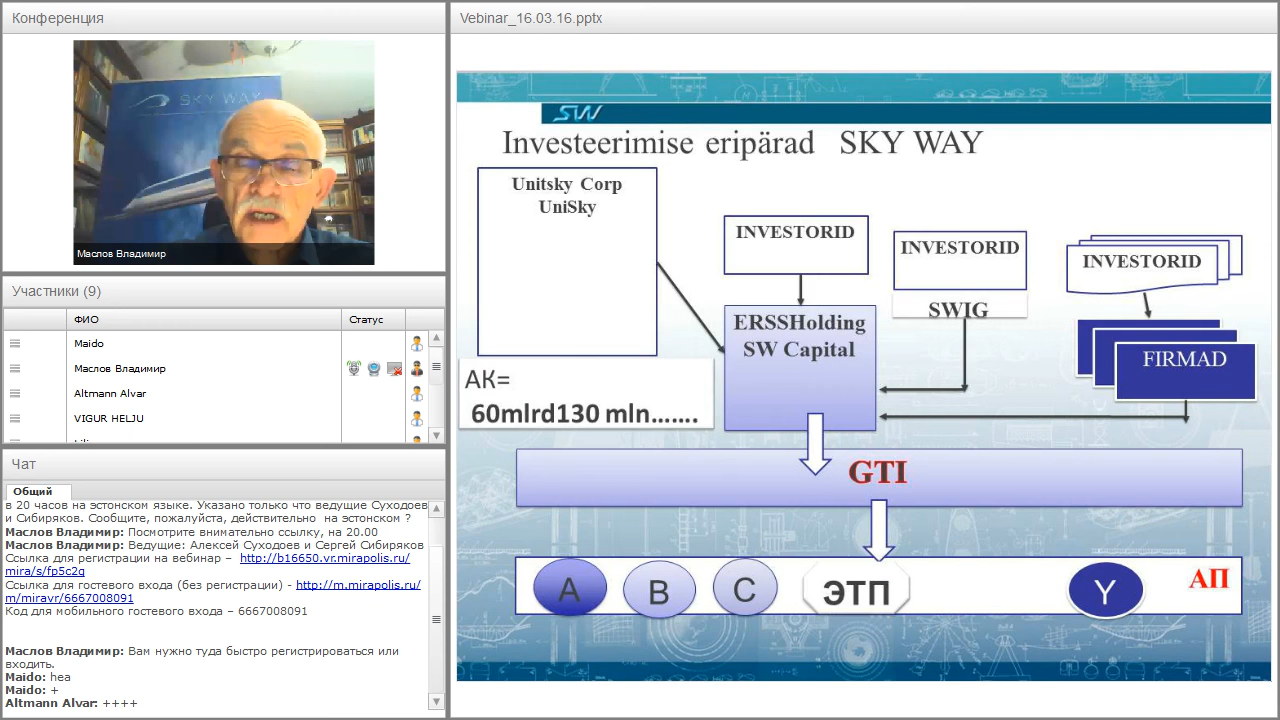 Конференция
SKY WAY
Маслов Владимир
Участники (9)
ФИО
Статус
Maido
Маслов Владимир
Altmann Alvar
VIGUR HELJU
Чат
Общий
в 20 часов на эстонском языке. Указано только что ведущие Суходоев
и Сибиряков. Сообщите, пожалуйста, действительно  на эстонском ?
Маслов Владимир: Посмотрите внимательно ссылку, на 20.00
Маслов Владимир: Ведущие: Алексей Суходоев и Сергей Сибиряков
Ссылка для регистрации на вебинар –  http://b16650.vr.mirapolis.ru/
mira/s/fp5c2q
Ссылка для гостевого входа (без регистрации) - http://m.mirapolis.ru/
m/miravr/6667008091
Код для мобильного гостевого входа – 6667008091
Маслов Владимир: Вам нужно туда быстро регистрироваться или
входить.
Maido: hea
Maido: +
Altmann Alvar: ++++
Vebinar_16.03.16.pptx
SW
Investeerimise eripärad   SKY WAY
Unitsky Corp
UniSky
INVESTORID
INVESTORID
INVESTORID
SWIG
ERSSHolding
SW Capital
FIRMAD
АК=
60mlrd130 mln…….
GTI
A
B
C
ЭТП
Y
АП